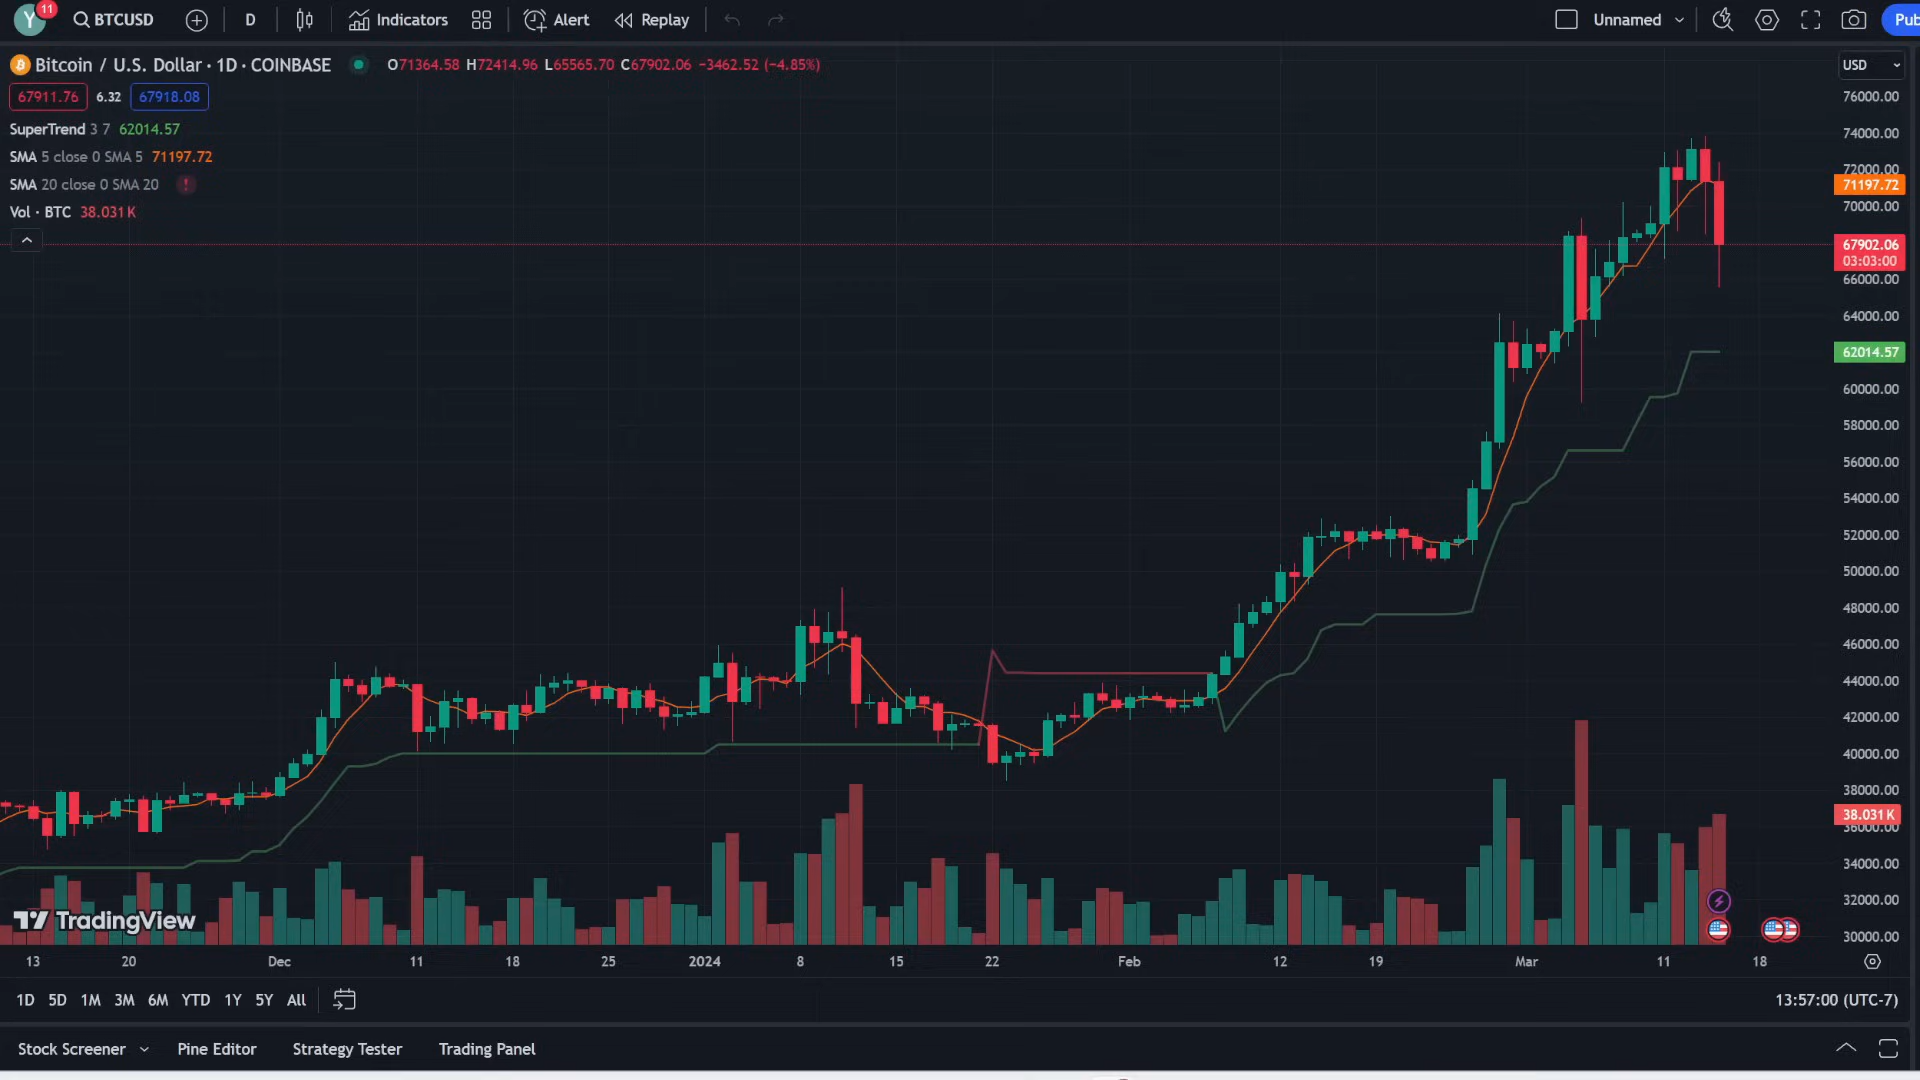 Y 11 BTCUSD D Indicators Alert Replay Unnamed Pub
Bitcoin / U.S. Dollar · 1D · COINBASE O71364.58 H72414.96 L65565.70 C67902.06 −3462.52 (−4.85%) USD
67911.76 6.32 67918.08
SuperTrend 3 7 62014.57
SMA 5 close 0 SMA 5 71197.72
SMA 20 close 0 SMA 20 !
Vol · BTC 38.031K
76000.00
74000.00
72000.00
71197.72
70000.00
67902.06
03:03:00
66000.00
64000.00
62014.57
60000.00
58000.00
56000.00
54000.00
52000.00
50000.00
48000.00
46000.00
44000.00
42000.00
40000.00
38000.00
38.031K
36000.00
34000.00
32000.00
30000.00
TradingView
13 20 Dec 11 18 25 2024 8 15 22 Feb 12 19 Mar 11 18
1D 5D 1M 3M 6M YTD 1Y 5Y All 13:57:00 (UTC-7)
Stock Screener Pine Editor Strategy Tester Trading Panel